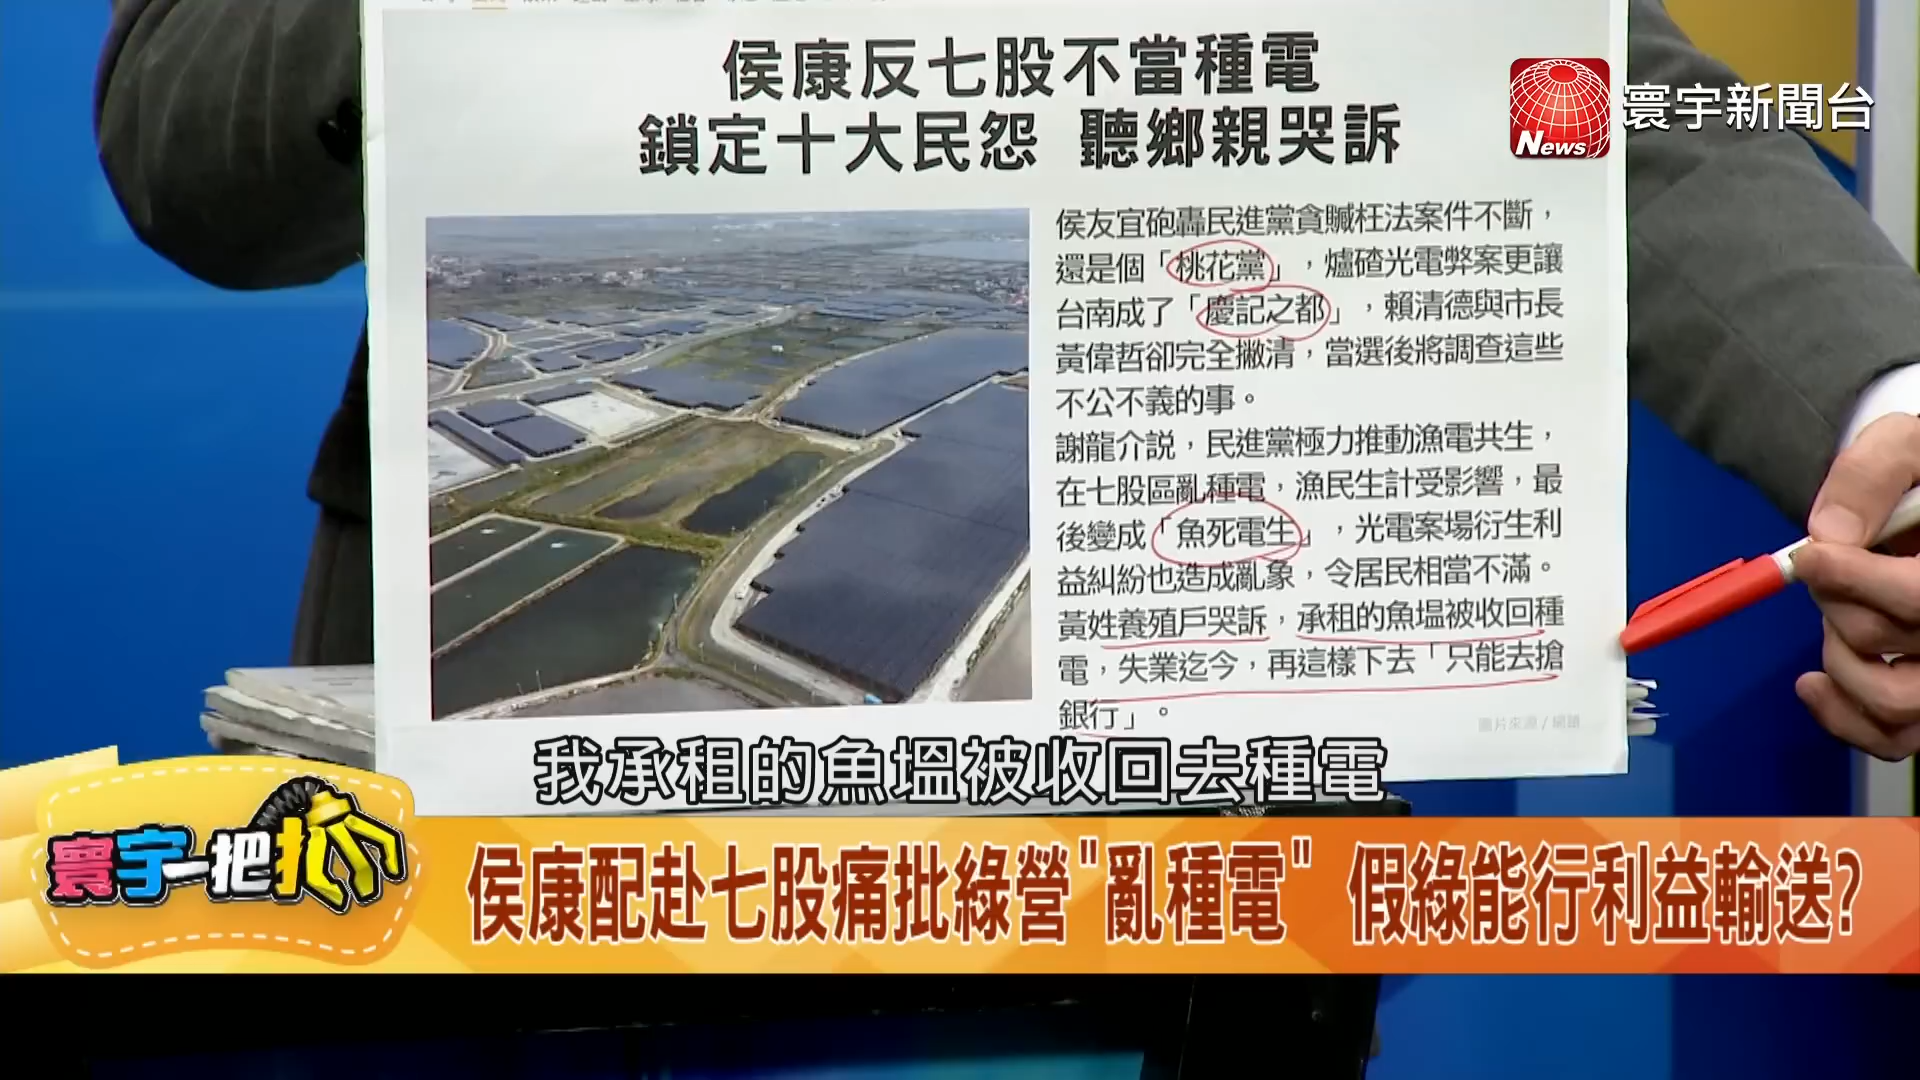 侯康反七股不當種電
鎖定十大民怨 聽鄉親哭訴
News
寰宇新聞台
侯友宜砲轟民進黨貪贓枉法案件不斷，
還是個「桃花黨」，爐碴光電弊案更讓
台南成了「慶記之都」，賴清德與市長
黃偉哲卻完全撇清，當選後將調查這些
不公不義的事。
謝龍介說，民進黨極力推動漁電共生，
在七股區亂種電，漁民生計受影響，最
後變成「魚死電生」，光電案場衍生利
益糾紛也造成亂象，令居民相當不滿。
黃姓養殖戶哭訴，承租的魚塭被收回種
電，失業迄今，再這樣下去「只能去搶
銀行」。
圖片來源/網路
我承租的魚塭被收回去種電
寰宇一把抓
侯康配赴七股痛批綠營"亂種電" 假綠能行利益輸送?